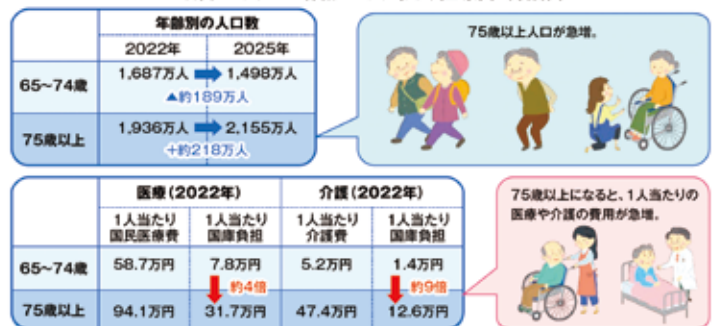 年齢別の人口数
2022年 2025年
65~74歳 1,687万人 1,498万人
▲約189万人
75歳以上 1,936万人 2,155万人
+約218万人
75歳以上人口が急増。
医療(2022年) 介護(2022年)
1人当たり 1人当たり 1人当たり 1人当たり
国民医療費 国庫負担 介護費 国庫負担
65~74歳 58.7万円 7.8万円 5.2万円 1.4万円
約4倍 約9倍
75歳以上 94.1万円 31.7万円 47.4万円 12.6万円
75歳以上になると、1人当たりの
医療や介護の費用が急増。